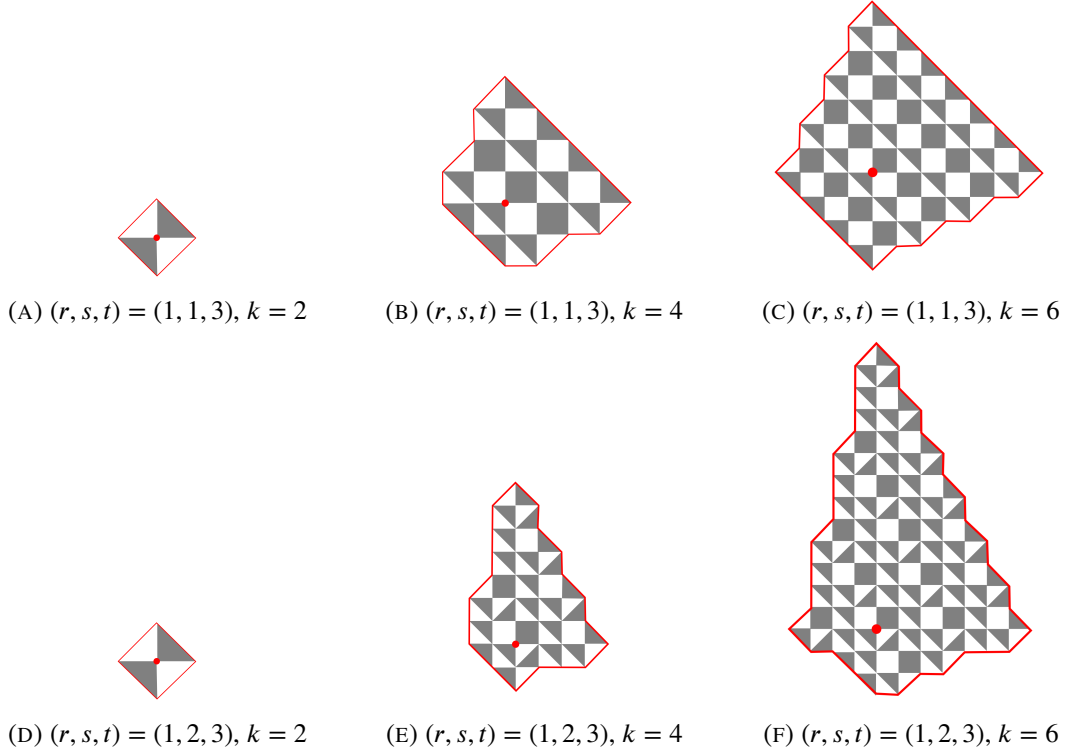 (A) (r, s, t) = (1, 1, 3), k = 2
(B) (r, s, t) = (1, 1, 3), k = 4
(C) (r, s, t) = (1, 1, 3), k = 6
(D) (r, s, t) = (1, 2, 3), k = 2
(E) (r, s, t) = (1, 2, 3), k = 4
(F) (r, s, t) = (1, 2, 3), k = 6